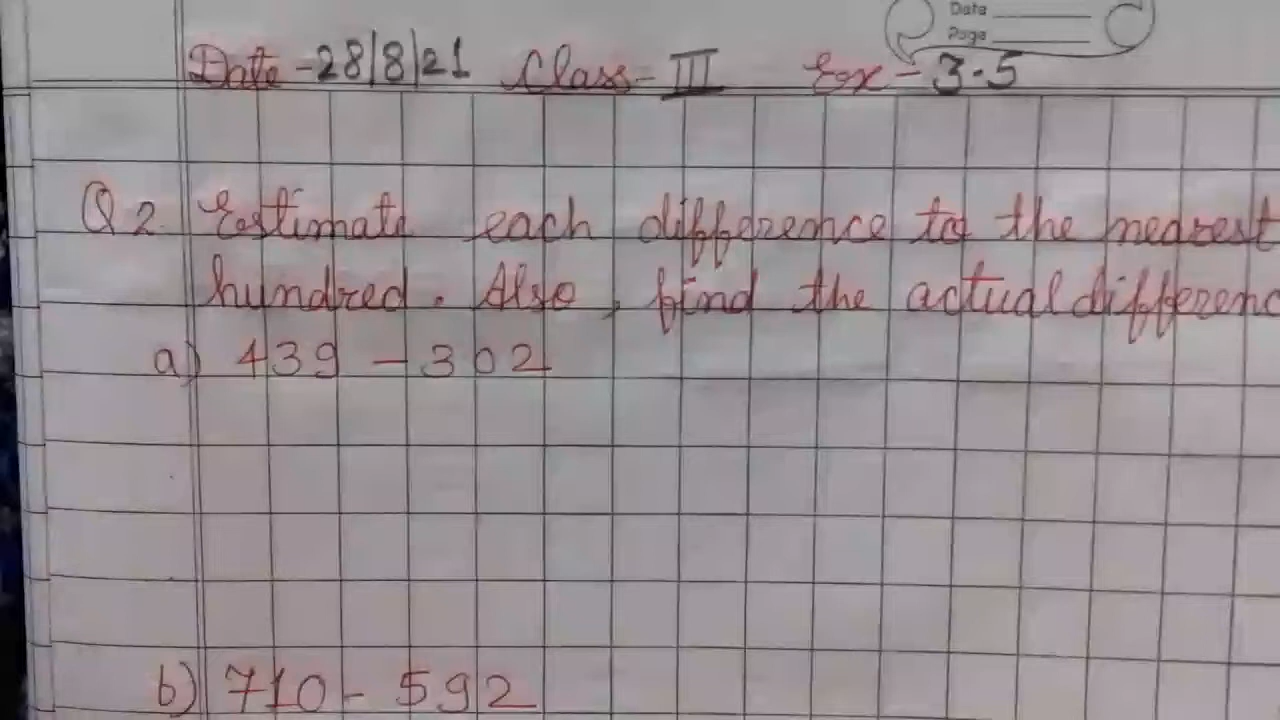 Date
Page
Date -28/8/21 Class- III Ex - 3.5
Q 2. Estimate each difference to the nearest
hundred. Also, find the actual differenc
a) 439 - 302
b) 710 - 592